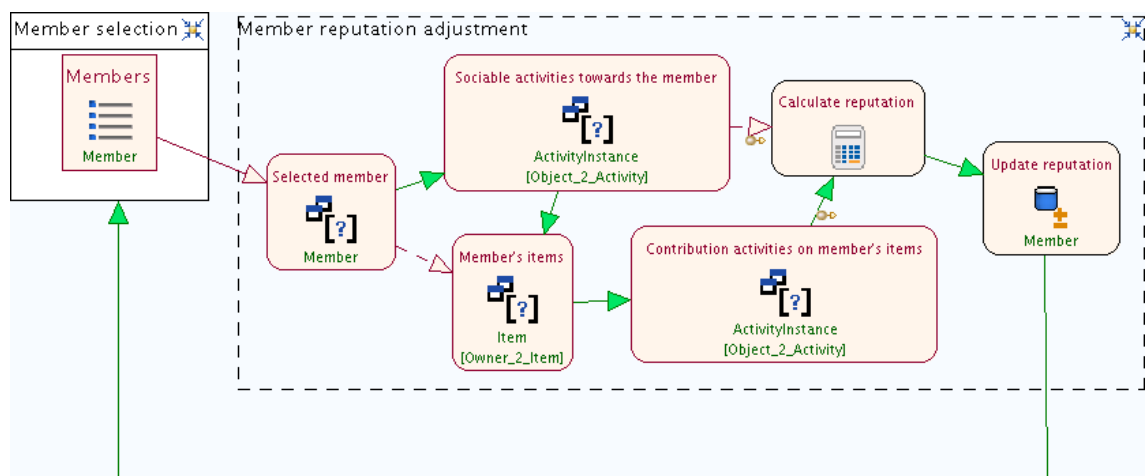 Member selection
Members
Member
Member reputation adjustment
Selected member
[?]
Member
Sociable activities towards the member
[?]
ActivityInstance
[Object_2_Activity]
Member's items
[?]
Item
[Owner_2_Item]
Calculate reputation
Contribution activities on member's items
[?]
ActivityInstance
[Object_2_Activity]
Update reputation
Member